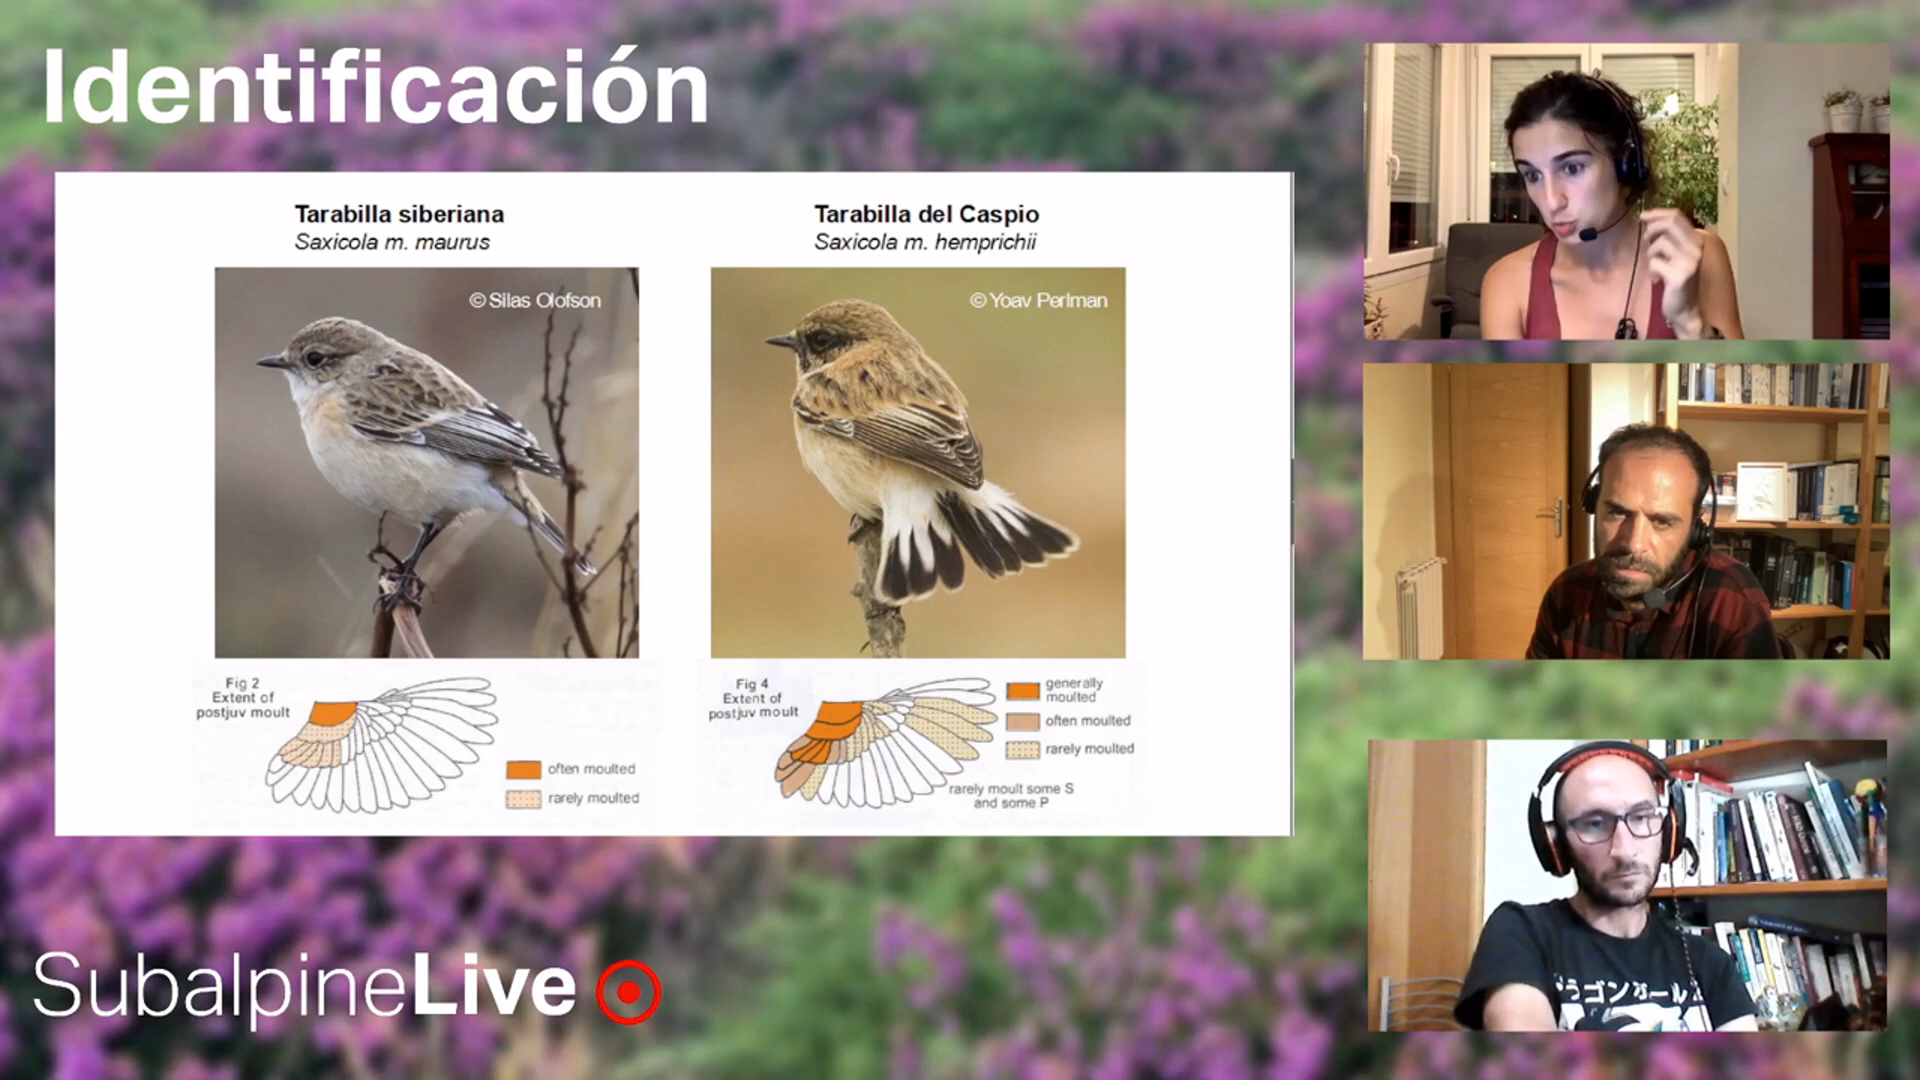 Identificación
Tarabilla siberiana
Saxicola m. maurus
Tarabilla del Caspio
Saxicola m. hemprichii
© Silas Olofson
© Yoav Perlman
Fig 2
Extent of
postjuv moult
often moulted
rarely moulted
Fig 4
Extent of
postjuv moult
generally
moulted
often moulted
rarely moulted
rarely moult some S
and some P
SubalpineLive